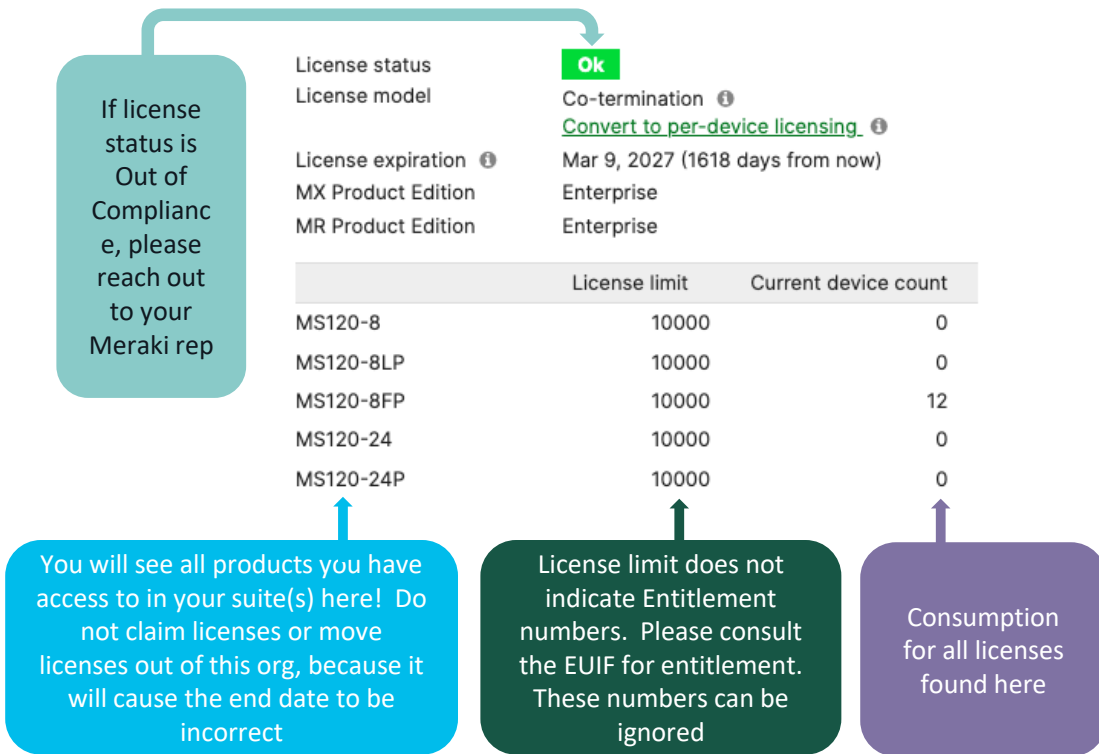 If license
status is
Out of
Complianc
e, please
reach out
to your
Meraki rep
License status Ok
License model Co-termination
Convert to per-device licensing
License expiration Mar 9, 2027 (1618 days from now)
MX Product Edition Enterprise
MR Product Edition Enterprise
License limit Current device count
MS120-8 10000 0
MS120-8LP 10000 0
MS120-8FP 10000 12
MS120-24 10000 0
MS120-24P 10000 0
You will see all products you have
access to in your suite(s) here! Do
not claim licenses or move
licenses out of this org, because it
will cause the end date to be
incorrect
License limit does not
indicate Entitlement
numbers. Please consult
the EUIF for entitlement.
These numbers can be
ignored
Consumption
for all licenses
found here